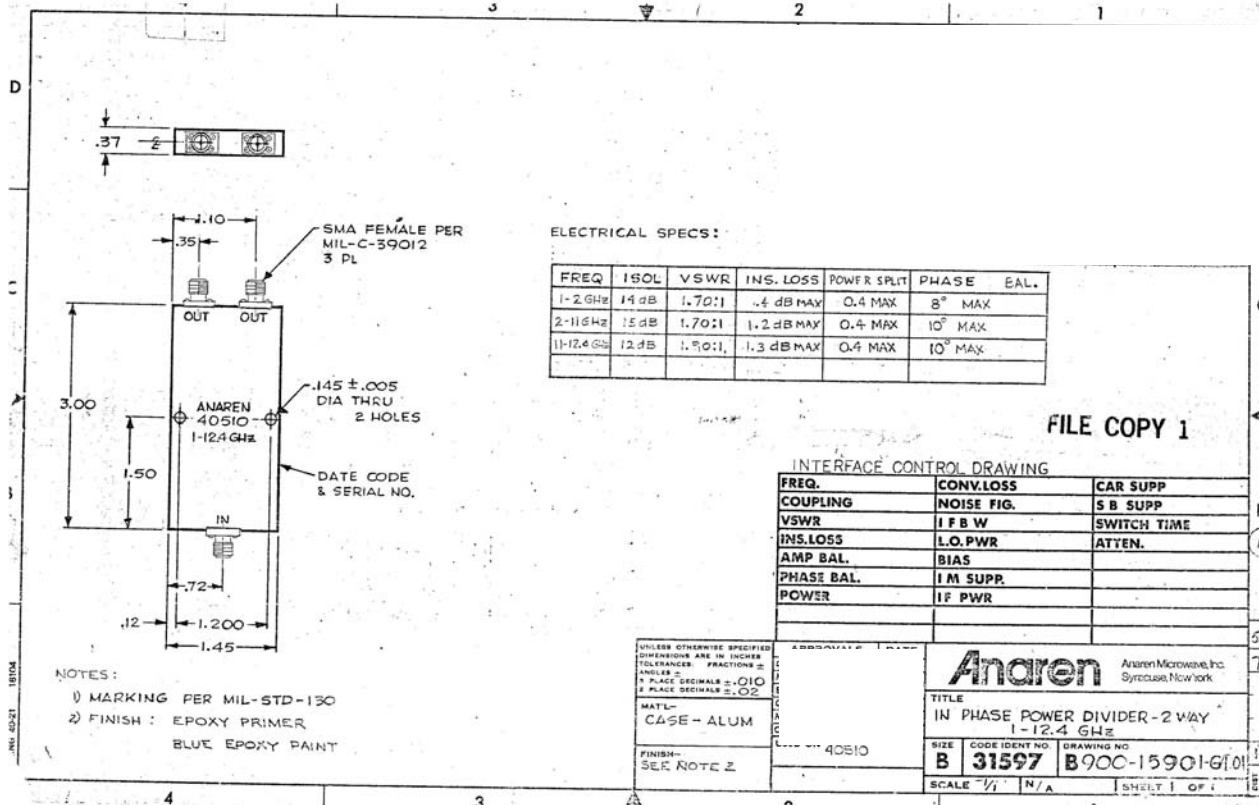 3
2
1
D
.37
1.10
.35
SMA FEMALE PER
MIL-C-39012
3 PL
OUT OUT
3.00
ANAREN
40510
1-12.4 GHz
.145 ±.005
DIA THRU
2 HOLES
1.50
DATE CODE
& SERIAL NO.
IN
.72
.12
1.200
1.45
NOTES:
1) MARKING PER MIL-STD-130
2) FINISH: EPOXY PRIMER
BLUE EPOXY PAINT
ELECTRICAL SPECS:
FREQ ISOL VSWR INS. LOSS POWER SPLIT PHASE BAL.
1-2 GHz 14 dB 1.70:1 .4 dB MAX 0.4 MAX 8° MAX
2-11 GHz 15 dB 1.70:1 1.2 dB MAX 0.4 MAX 10° MAX
11-12.4 GHz 12 dB 1.3 dB MAX 0.4 MAX 10° MAX
FILE COPY 1
INTERFACE CONTROL DRAWING
FREQ. CONV.LOSS CAR SUPP
COUPLING NOISE FIG. S B SUPP
VSWR I F B W SWITCH TIME
INS.LOSS L.O.PWR ATTEN.
AMP BAL. BIAS
PHASE BAL. I M SUPP.
POWER IF PWR
UNLESS OTHERWISE SPECIFIED
DIMENSIONS ARE IN INCHES
TOLERANCES: FRACTIONS ±
ANGLES ±
3 PLACE DECIMALS ±.010
2 PLACE DECIMALS ±.02
MAT'L-
CASE - ALUM
FINISH-
SEE NOTE 2
40510
Anaren
Anaren Microwave, Inc.
Syracuse, New York
TITLE
IN PHASE POWER DIVIDER - 2 WAY
1-12.4 GHz
SIZE CODE IDENT NO. DRAWING NO.
B 31597 B900-15901-G101
SCALE 1/1 N/A SHEET 1 OF 1
4
3